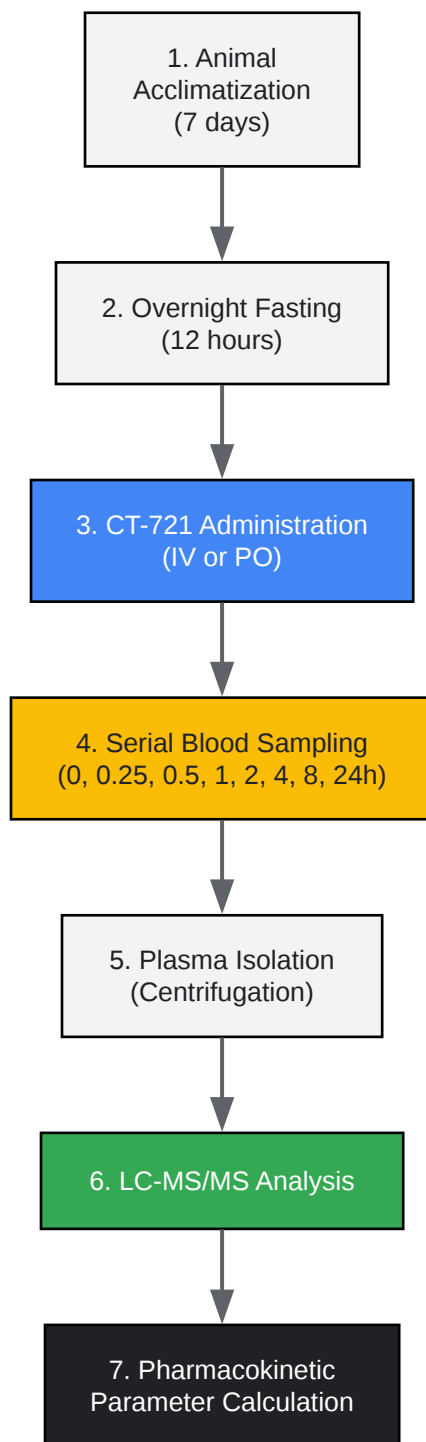 1. Animal
Acclimatization
(7 days)
2. Overnight Fasting
(12 hours)
3. CT-721 Administration
(IV or PO)
4. Serial Blood Sampling
(0, 0.25, 0.5, 1, 2, 4, 8, 24h)
5. Plasma Isolation
(Centrifugation)
6. LC-MS/MS Analysis
7. Pharmacokinetic
Parameter Calculation